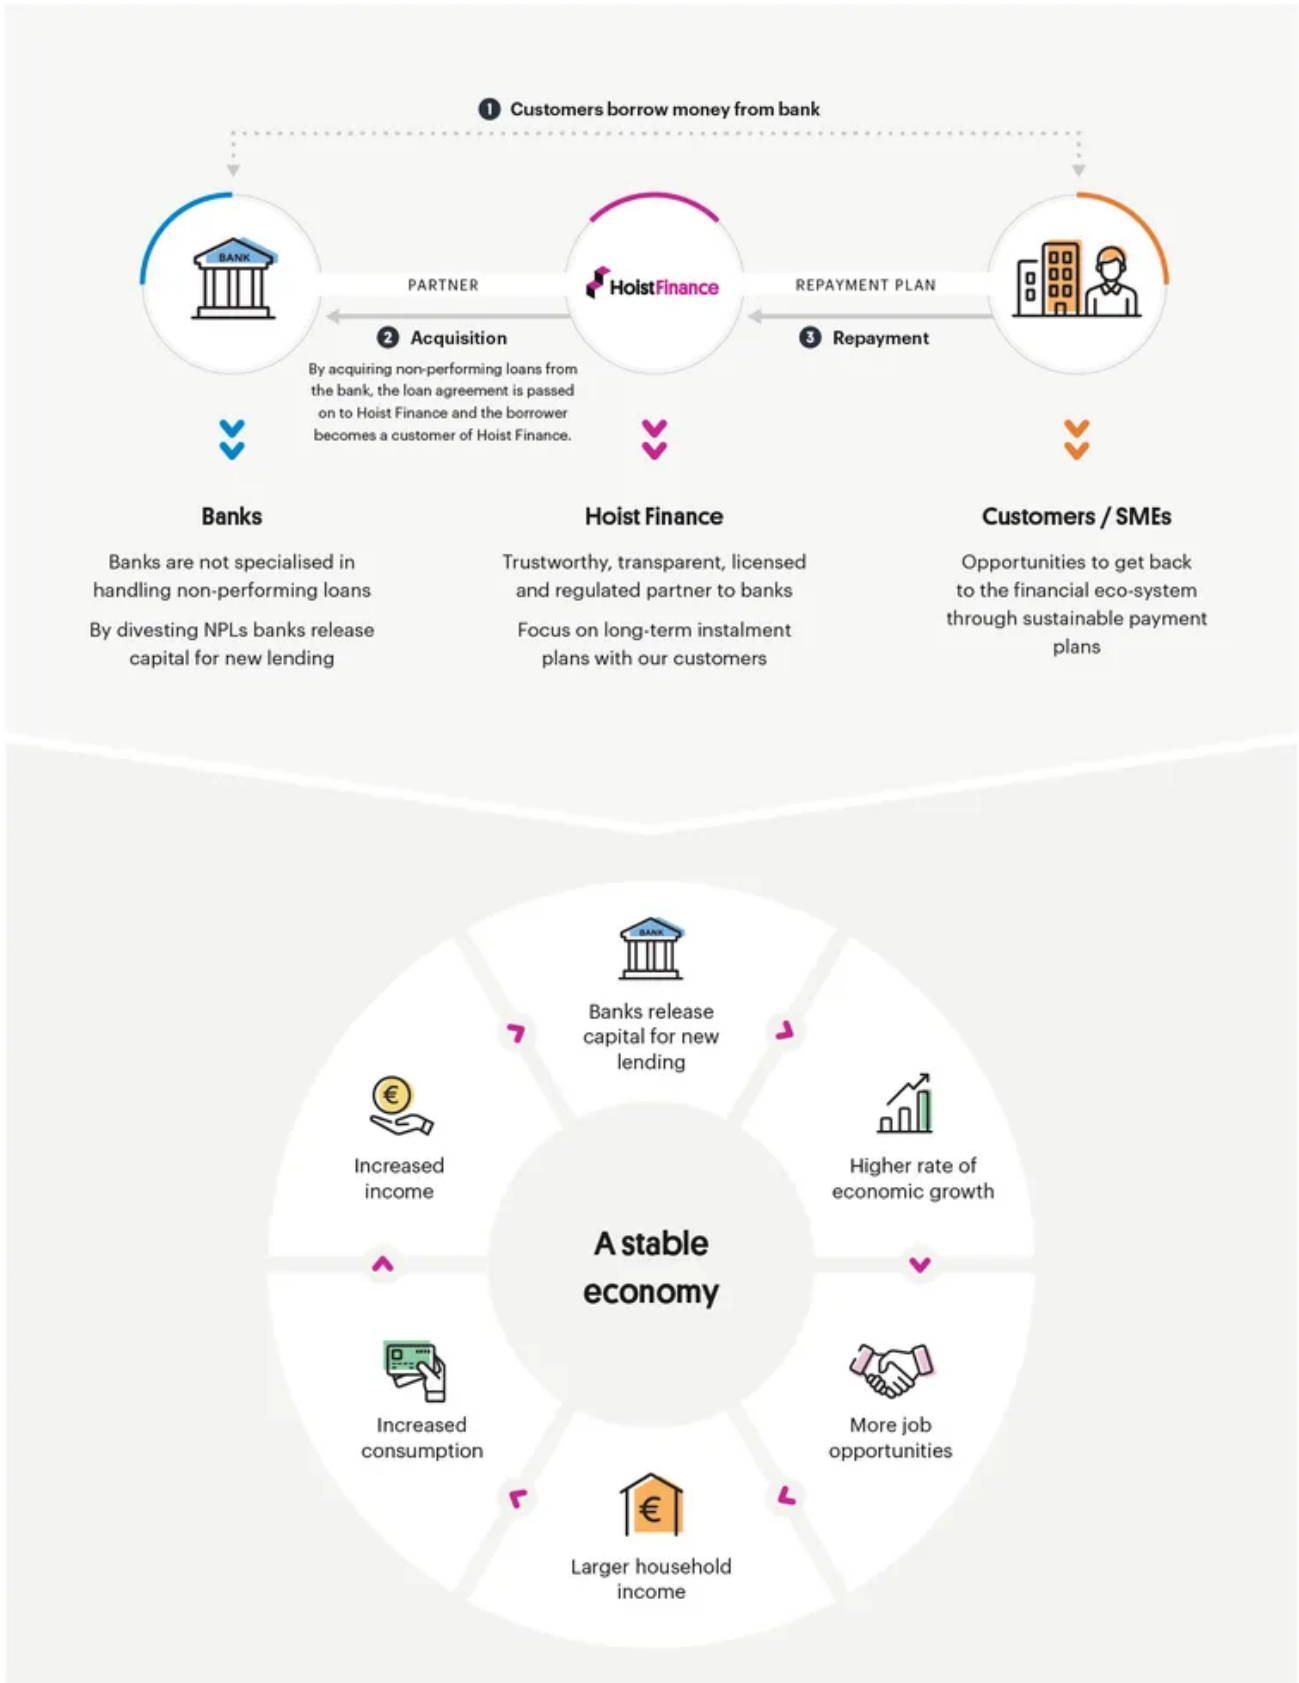 1 Customers borrow money from bank
BANK
PARTNER
HoistFinance
REPAYMENT PLAN
2 Acquisition
By acquiring non-performing loans from
the bank, the loan agreement is passed
on to Hoist Finance and the borrower
becomes a customer of Hoist Finance.
3 Repayment
Banks
Banks are not specialised in
handling non-performing loans
By divesting NPLs banks release
capital for new lending
Hoist Finance
Trustworthy, transparent, licensed
and regulated partner to banks
Focus on long-term instalment
plans with our customers
Customers / SMEs
Opportunities to get back
to the financial eco-system
through sustainable payment
plans
BANK
Banks release
capital for new
lending
€
Increased
income
Higher rate of
economic growth
A stable
economy
Increased
consumption
More job
opportunities
€
Larger household
income